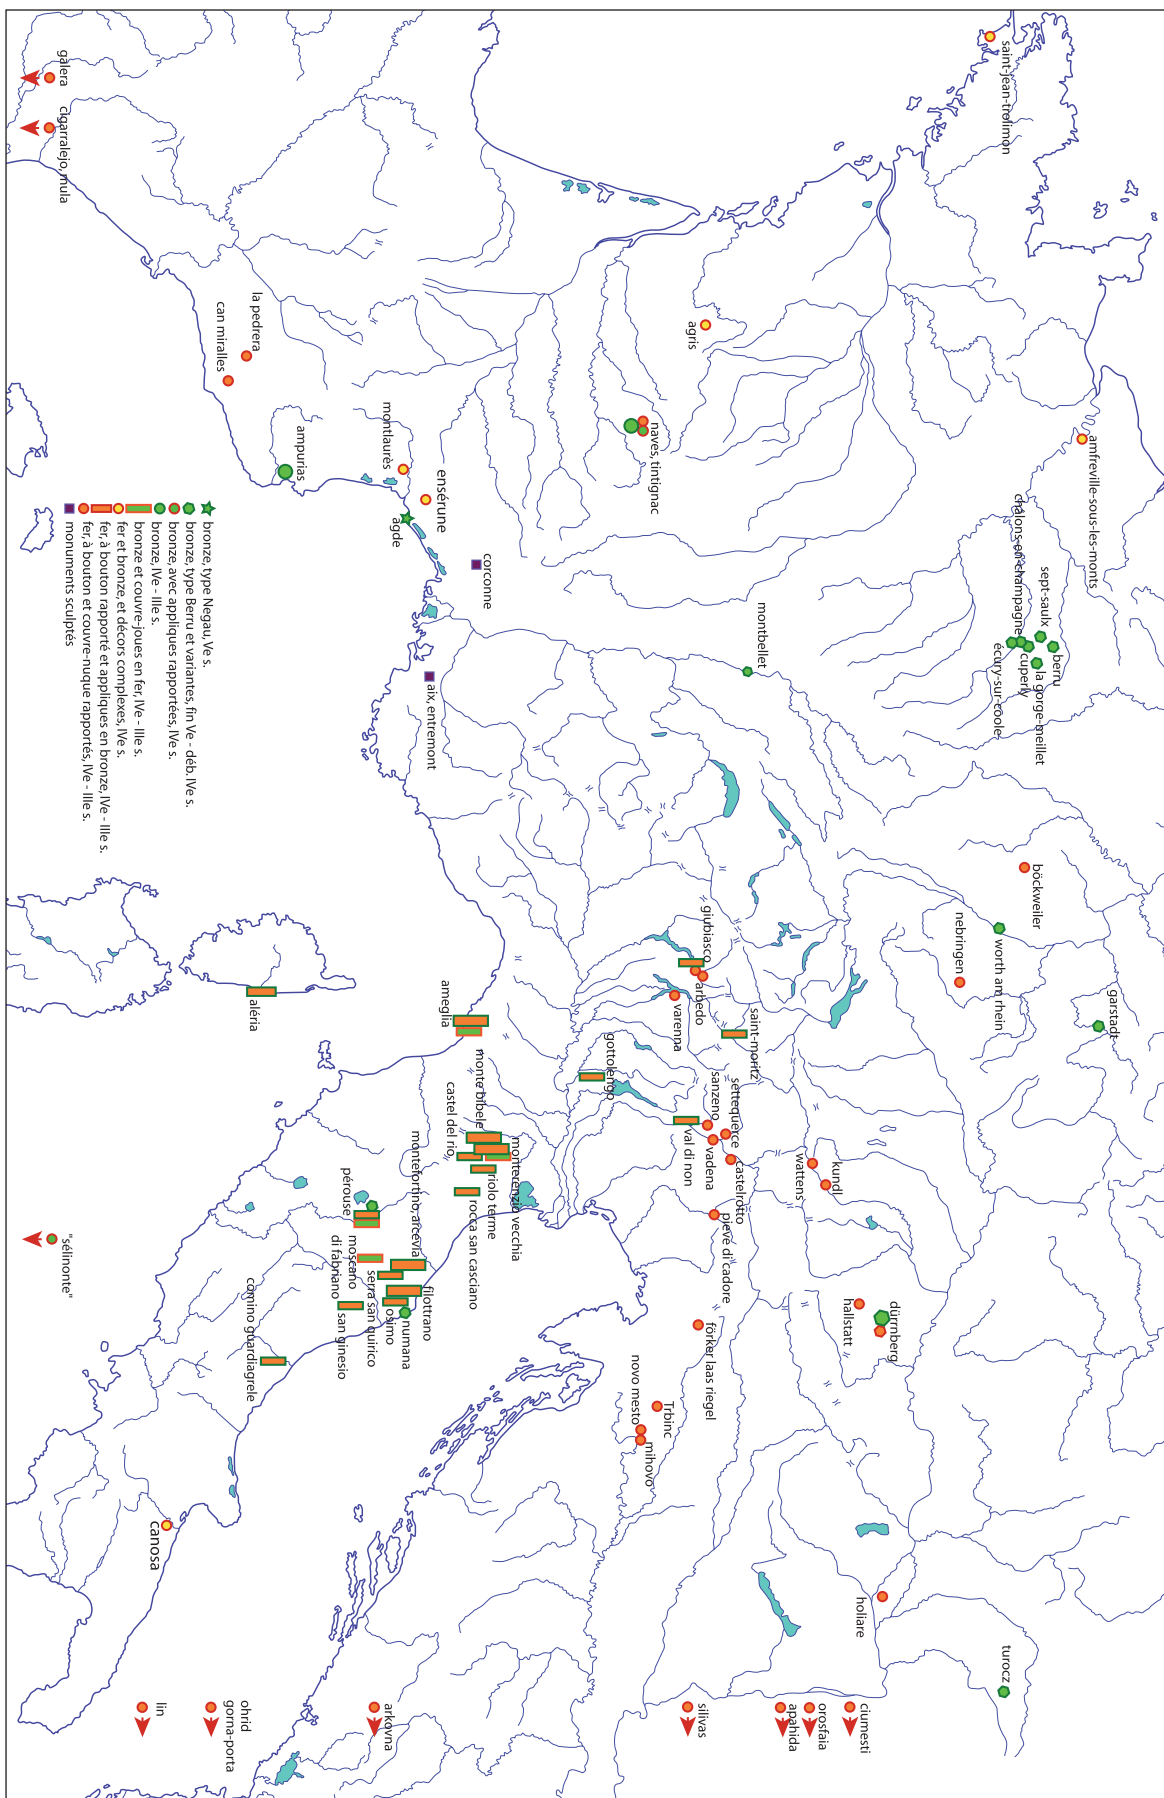 saint-jean-trolimon
amfreville-sous-les-monts
châlons-en-champagne
sept-saulx
berru
la gorge-meillet
cuperly
écury-sur-coole
böckweiler
worth am rhein
nebringen
garstadt
turocz
galera
cigarralejo, mula
la pedrera
can miralles
agris
naves, tintignac
ampurias
montlaurès
ensérune
agde
corconne
aix, entremont
montbellet
giubiasco
arbedo
varenna
saint-moritz
gottolengo
sanzeno
settequerce
vadena
val di non
castelrotto
pieve di cadore
wattens
kundl
hallstatt
dürrnberg
förker laas riegel
Trbinc
novo mesto
mihovo
holiare
ciumesti
orosfaia
apahida
silivas
arkovna
ohrid
gorna-porta
lin
aléria
ameglia
monte bibele
castel del rio
monterenzio vecchia
riolo terme
rocca san casciano
montefortino, arcevia
pérouse
moscano
di fabriano
serra san quirico
filottrano
osimo
numana
san ginesio
comino guardiagrele
canosa
"sélinonte"
bronze, type Negau, Ve s.
bronze, type Berru et variantes, fin Ve - déb. IVe s.
bronze, avec appliques rapportées, IVe s.
bronze, IVe - IIIe s.
bronze et couvre-joues en fer, IVe - IIIe s.
fer et bronze, et décors complexes, IVe s.
fer, à bouton rapporté et appliques en bronze, IVe - IIIe s.
fer, à bouton et couvre-nuque rapportés, IVe - IIIe s.
monuments sculptés